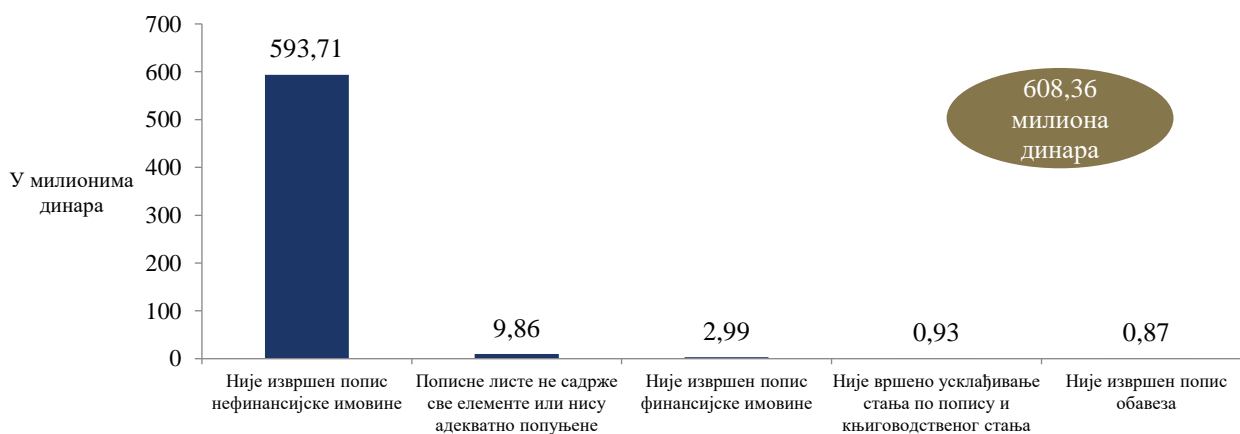 700
600
500
400
300
200
100
0
У милионима
динара
593,71
9,86
2,99
0,93
0,87
608,36
милиона
динара
Није извршен попис
нефинансијске имовине
Пописне листе не садрже
све елементе или нису
адекватно попуњене
Није извршен попис
финансијске имовине
Није вршено усклађивање
стања по попису и
књиговодственог стања
Није извршен попис
обавеза